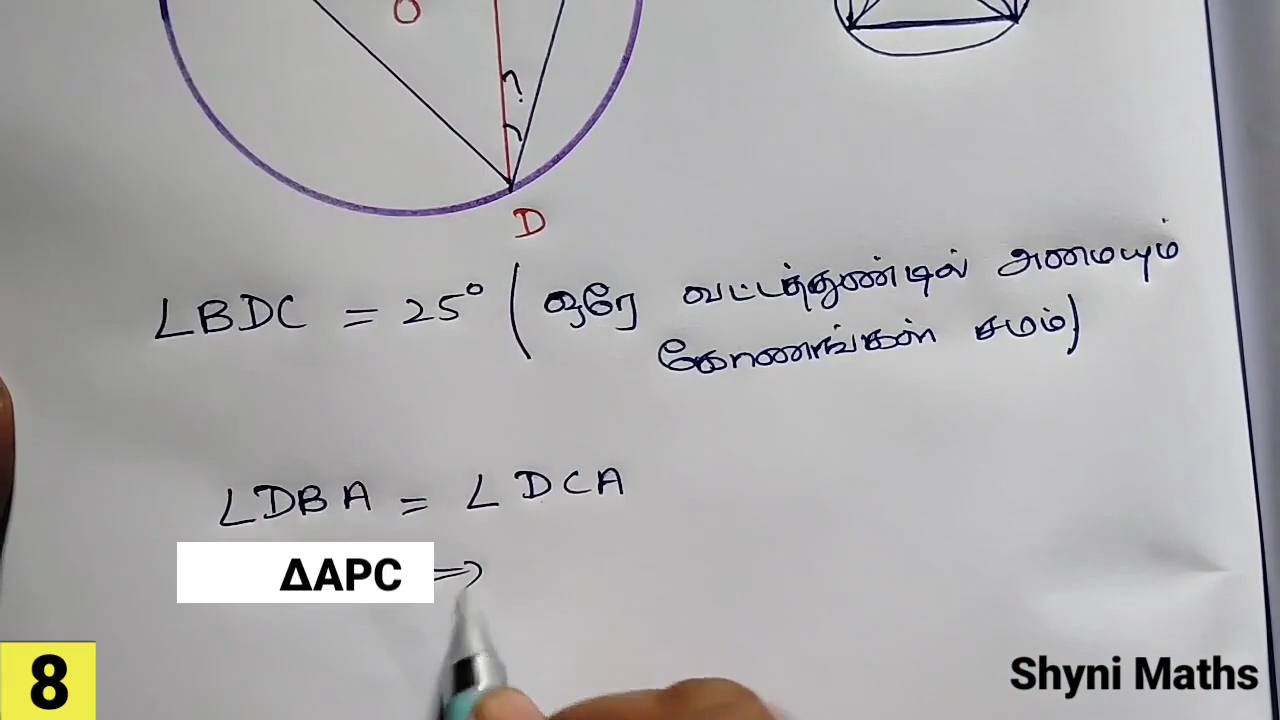 O
?
D
∠BDC = 25° (ஒரே வட்டத்துண்டில் அமையும்
கோணங்கள் சமம்)
∠DBA = ∠DCA
ΔAPC ⇒
8
Shyni Maths